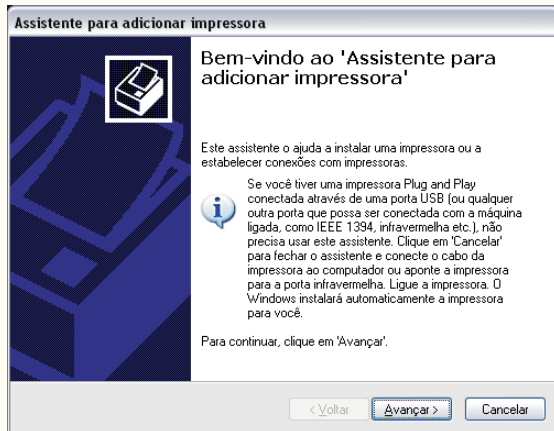 Assistente para adicionar impressora
Bem-vindo ao 'Assistente para
adicionar impressora'
Este assistente o ajuda a instalar uma impressora ou a
estabelecer conexões com impressoras.
Se você tiver uma impressora Plug and Play
conectada através de uma porta USB (ou qualquer
outra porta que possa ser conectada com a máquina
ligada, como IEEE 1394, infravermelha etc.), não
precisa usar este assistente. Clique em 'Cancelar'
para fechar o assistente e conecte o cabo da
impressora ao computador ou aponte a impressora
para a porta infravermelha. Ligue a impressora. O
Windows instalará automaticamente a impressora
para você.
Para continuar, clique em 'Avançar'.
< Voltar Avançar > Cancelar